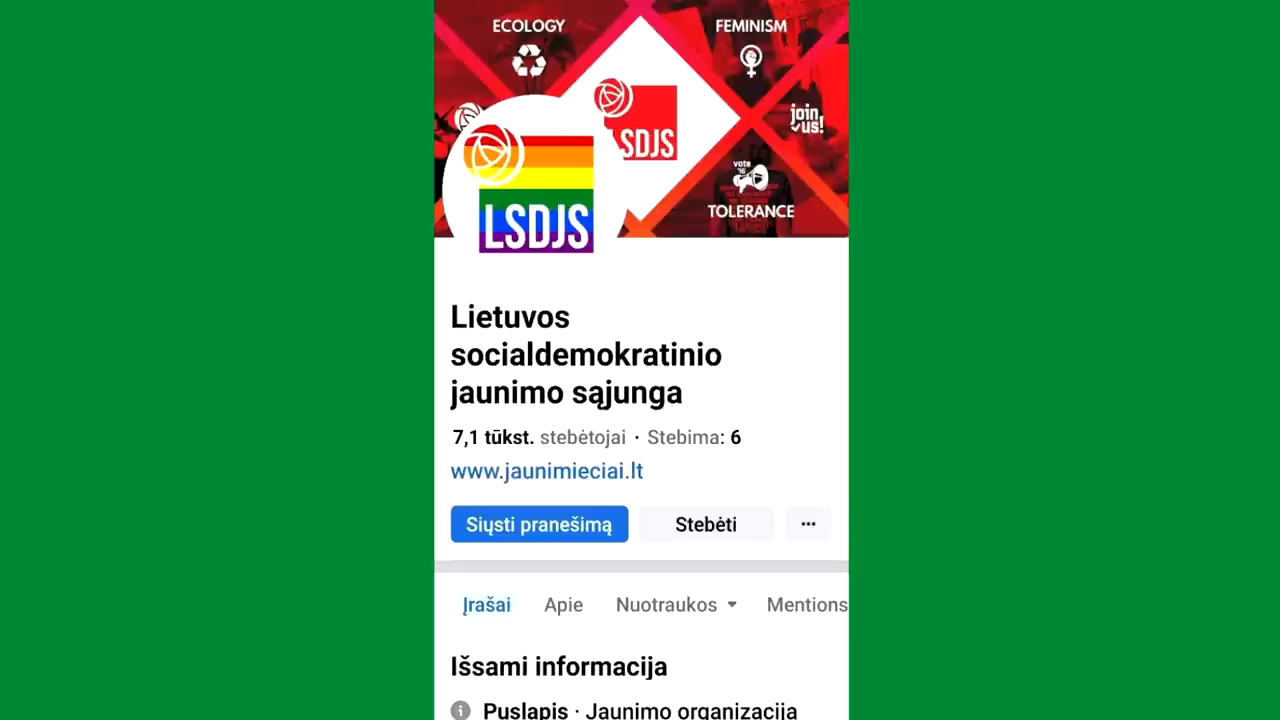 ECOLOGY
FEMINISM
join
us!
LSDJS
vote
TOLERANCE
LSDJS
Lietuvos
socialdemokratinio
jaunimo sąjunga
7,1 tūkst. stebėtojai · Stebima: 6
www.jaunimieciai.lt
Siųsti pranešimą
Stebėti
Įrašai
Apie
Nuotraukos
Mentions
Išsami informacija
Puslapis · Jaunimo organizacija